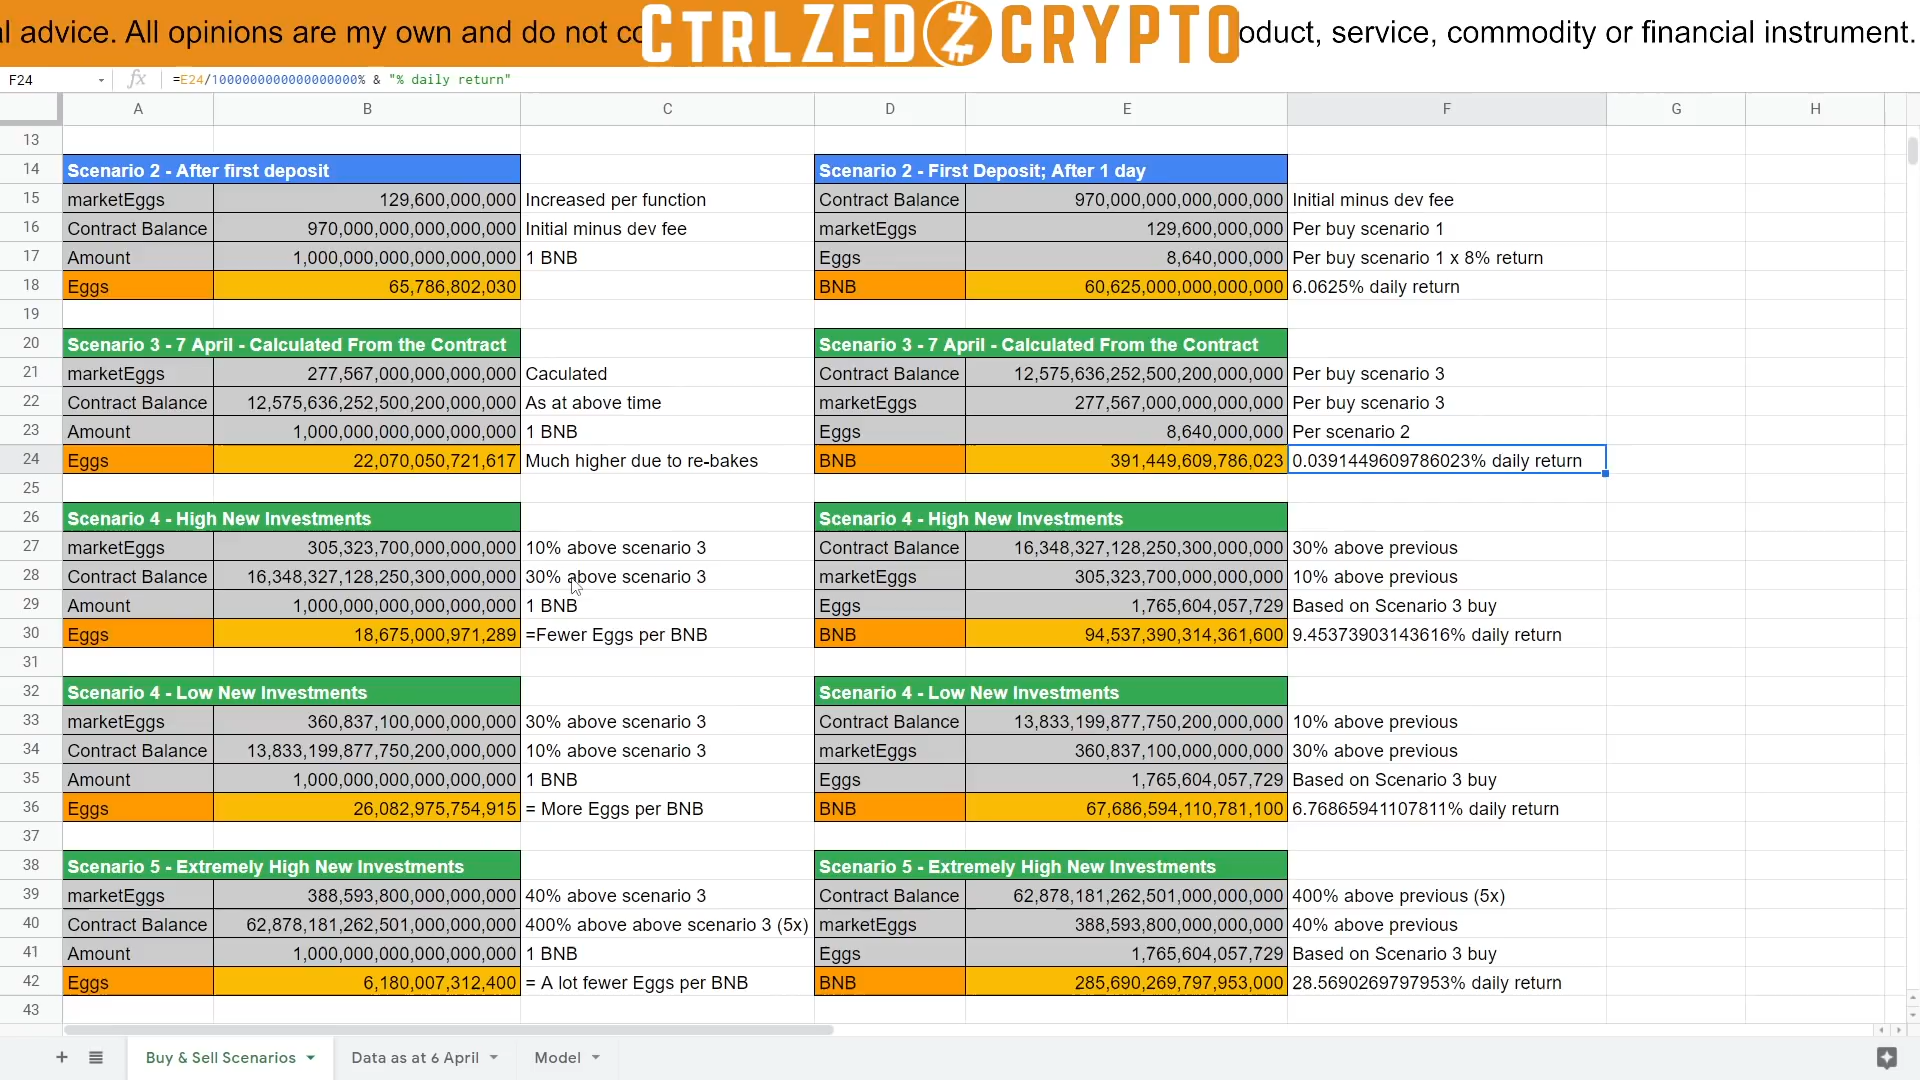 l advice. All opinions are my own and do not co CTRLZED CRYPTO oduct, service, commodity or financial instrument.
F24 fx =E24/1000000000000000000% & "% daily return"
A B C D E F G H
13
14 Scenario 2 - After first deposit Scenario 2 - First Deposit; After 1 day
15 marketEggs 129,600,000,000 Increased per function Contract Balance 970,000,000,000,000,000 Initial minus dev fee
16 Contract Balance 970,000,000,000,000,000 Initial minus dev fee marketEggs 129,600,000,000 Per buy scenario 1
17 Amount 1,000,000,000,000,000,000 1 BNB Eggs 8,640,000,000 Per buy scenario 1 x 8% return
18 Eggs 65,786,802,030 BNB 60,625,000,000,000,000 6.0625% daily return
19
20 Scenario 3 - 7 April - Calculated From the Contract Scenario 3 - 7 April - Calculated From the Contract
21 marketEggs 277,567,000,000,000,000 Caculated Contract Balance 12,575,636,252,500,200,000,000 Per buy scenario 3
22 Contract Balance 12,575,636,252,500,200,000,000 As at above time marketEggs 277,567,000,000,000,000 Per buy scenario 3
23 Amount 1,000,000,000,000,000,000 1 BNB Eggs 8,640,000,000 Per scenario 2
24 Eggs 22,070,050,721,617 Much higher due to re-bakes BNB 391,449,609,786,023 0.0391449609786023% daily return
25
26 Scenario 4 - High New Investments Scenario 4 - High New Investments
27 marketEggs 305,323,700,000,000,000 10% above scenario 3 Contract Balance 16,348,327,128,250,300,000,000 30% above previous
28 Contract Balance 16,348,327,128,250,300,000,000 30% above scenario 3 marketEggs 305,323,700,000,000,000 10% above previous
29 Amount 1,000,000,000,000,000,000 1 BNB Eggs 1,765,604,057,729 Based on Scenario 3 buy
30 Eggs 18,675,000,971,289 =Fewer Eggs per BNB BNB 94,537,390,314,361,600 9.45373903143616% daily return
31
32 Scenario 4 - Low New Investments Scenario 4 - Low New Investments
33 marketEggs 360,837,100,000,000,000 30% above scenario 3 Contract Balance 13,833,199,877,750,200,000,000 10% above previous
34 Contract Balance 13,833,199,877,750,200,000,000 10% above scenario 3 marketEggs 360,837,100,000,000,000 30% above previous
35 Amount 1,000,000,000,000,000,000 1 BNB Eggs 1,765,604,057,729 Based on Scenario 3 buy
36 Eggs 26,082,975,754,915 = More Eggs per BNB BNB 67,686,594,110,781,100 6.76865941107811% daily return
37
38 Scenario 5 - Extremely High New Investments Scenario 5 - Extremely High New Investments
39 marketEggs 388,593,800,000,000,000 40% above scenario 3 Contract Balance 62,878,181,262,501,000,000,000 400% above previous (5x)
40 Contract Balance 62,878,181,262,501,000,000,000 400% above above scenario 3 (5x) marketEggs 388,593,800,000,000,000 40% above previous
41 Amount 1,000,000,000,000,000,000 1 BNB Eggs 1,765,604,057,729 Based on Scenario 3 buy
42 Eggs 6,180,007,312,400 = A lot fewer Eggs per BNB BNB 285,690,269,797,953,000 28.5690269797953% daily return
43
Buy & Sell Scenarios Data as at 6 April Model